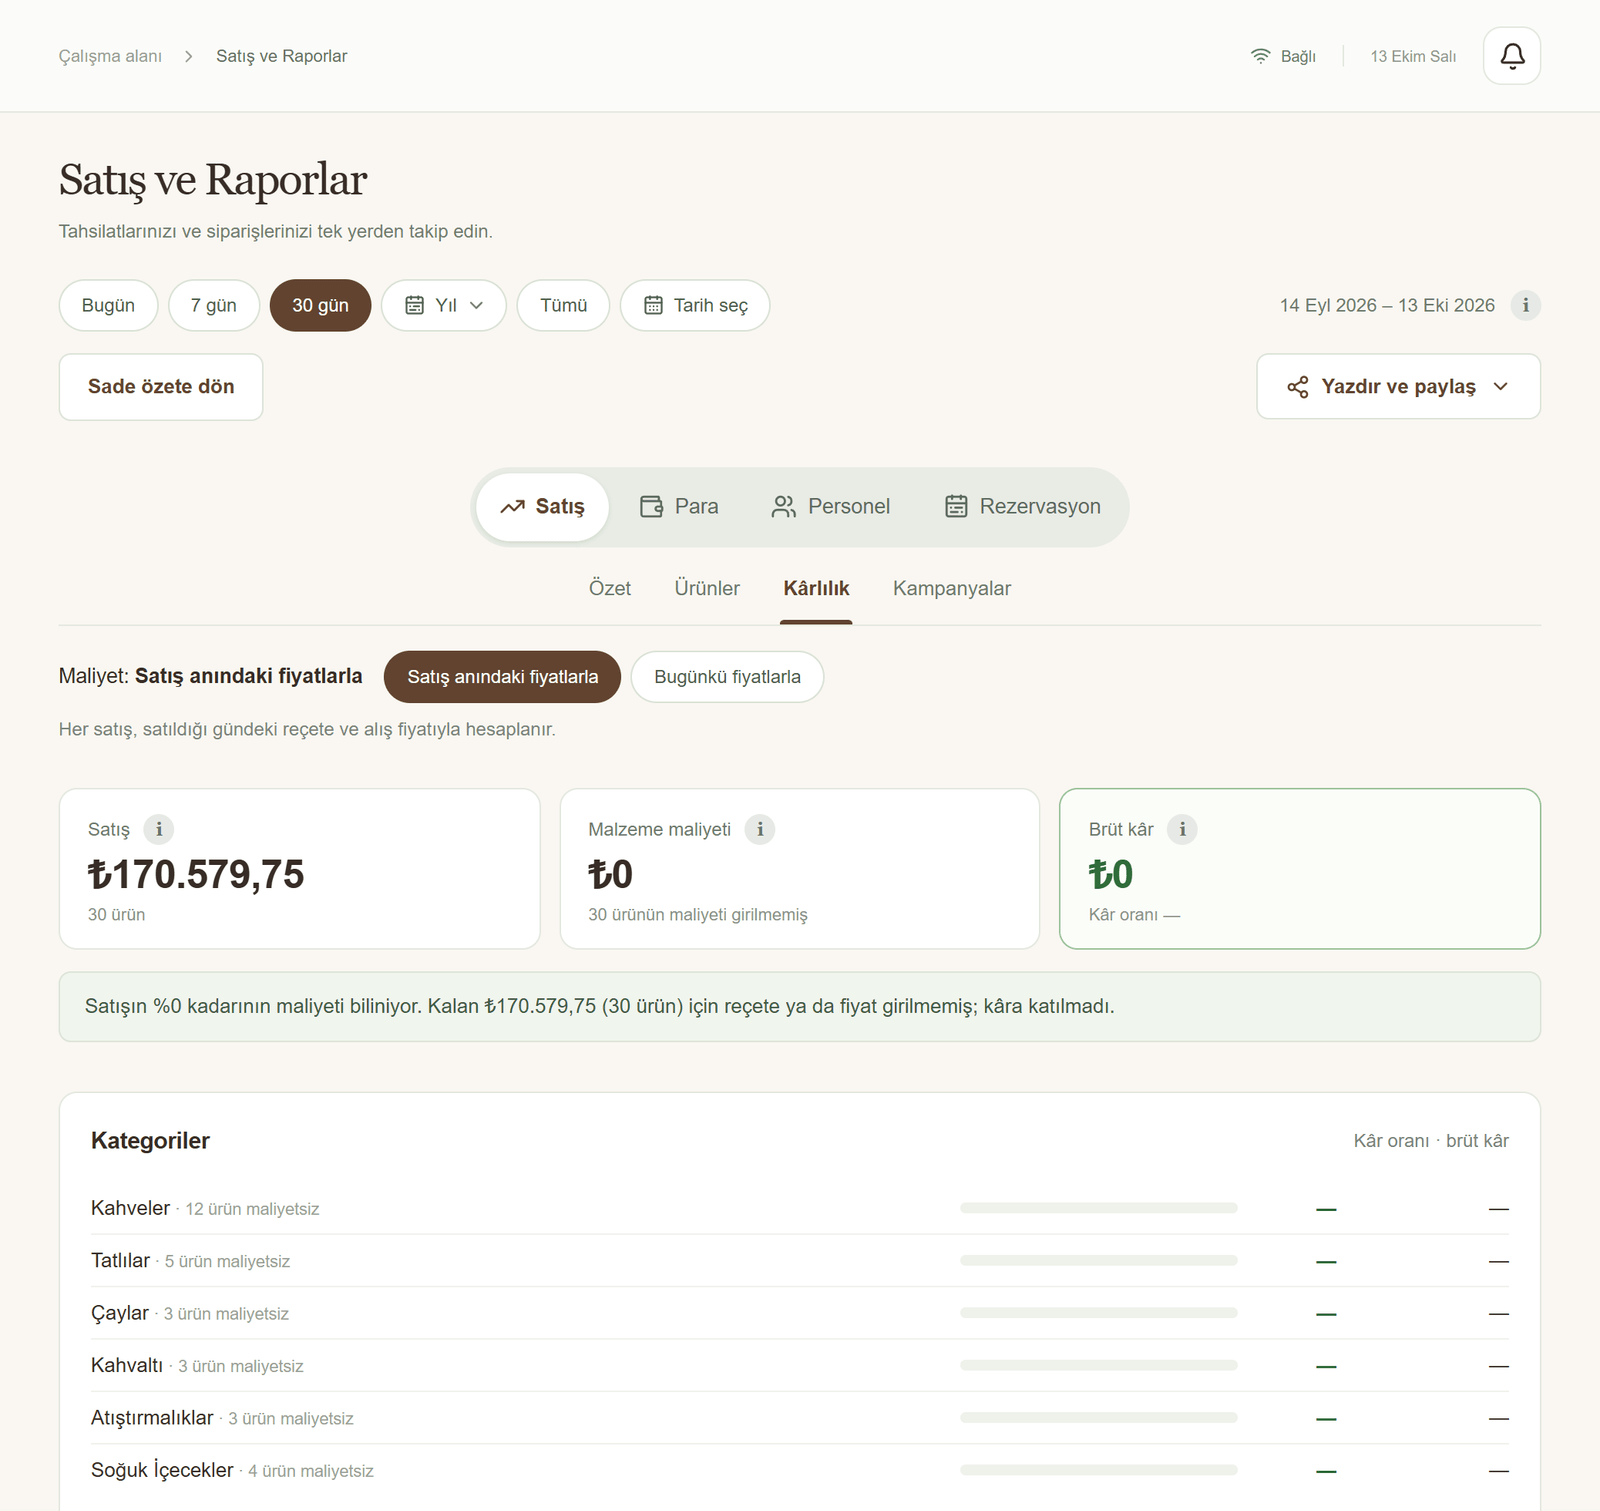 Çalışma alanı > Satış ve Raporlar
Bağlı
13 Ekim Salı
Satış ve Raporlar
Tahsilatlarınızı ve siparişlerinizi tek yerden takip edin.
Bugün
7 gün
30 gün
Yıl
Tümü
Tarih seç
14 Eyl 2026 – 13 Eki 2026
i
Sade özete dön
Yazdır ve paylaş
Satış
Para
Personel
Rezervasyon
Özet
Ürünler
Kârlılık
Kampanyalar
Maliyet: Satış anındaki fiyatlarla
Satış anındaki fiyatlarla
Bugünkü fiyatlarla
Her satış, satıldığı gündeki reçete ve alış fiyatıyla hesaplanır.
Satış i
₺170.579,75
30 ürün
Malzeme maliyeti i
₺0
30 ürünün maliyeti girilmemiş
Brüt kâr i
₺0
Kâr oranı —
Satışın %0 kadarının maliyeti biliniyor. Kalan ₺170.579,75 (30 ürün) için reçete ya da fiyat girilmemiş; kâra katılmadı.
Kategoriler
Kâr oranı · brüt kâr
Kahveler · 12 ürün maliyetsiz — —
Tatlılar · 5 ürün maliyetsiz — —
Çaylar · 3 ürün maliyetsiz — —
Kahvaltı · 3 ürün maliyetsiz — —
Atıştırmalıklar · 3 ürün maliyetsiz — —
Soğuk İçecekler · 4 ürün maliyetsiz — —